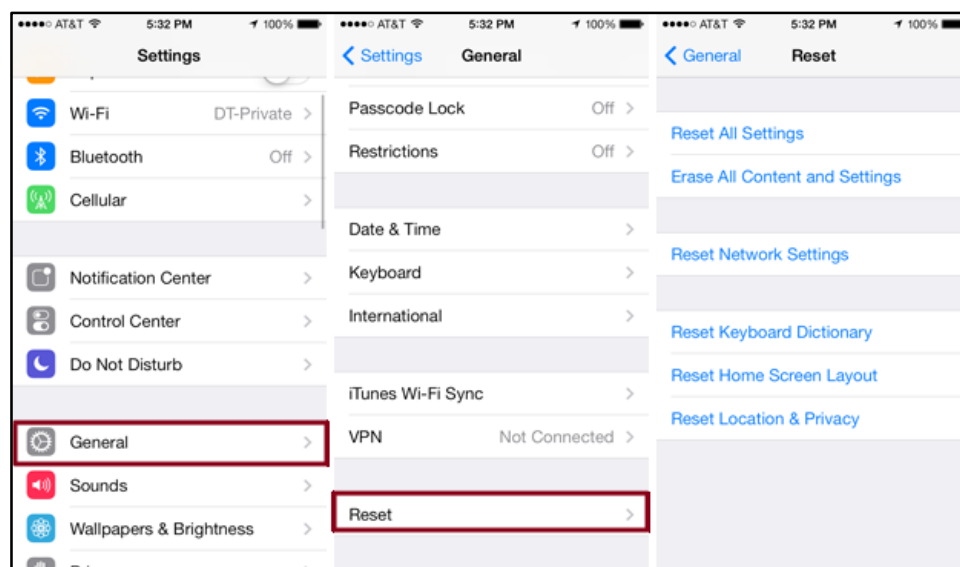 AT&T 5:32 PM 100%
Settings
Wi-Fi DT-Private
Bluetooth Off
Cellular
Notification Center
Control Center
Do Not Disturb
General
Sounds
Wallpapers & Brightness
AT&T 5:32 PM 100%
Settings General
Passcode Lock Off
Restrictions Off
Date & Time
Keyboard
International
iTunes Wi-Fi Sync
VPN Not Connected
Reset
AT&T 5:32 PM 100%
General Reset
Reset All Settings
Erase All Content and Settings
Reset Network Settings
Reset Keyboard Dictionary
Reset Home Screen Layout
Reset Location & Privacy